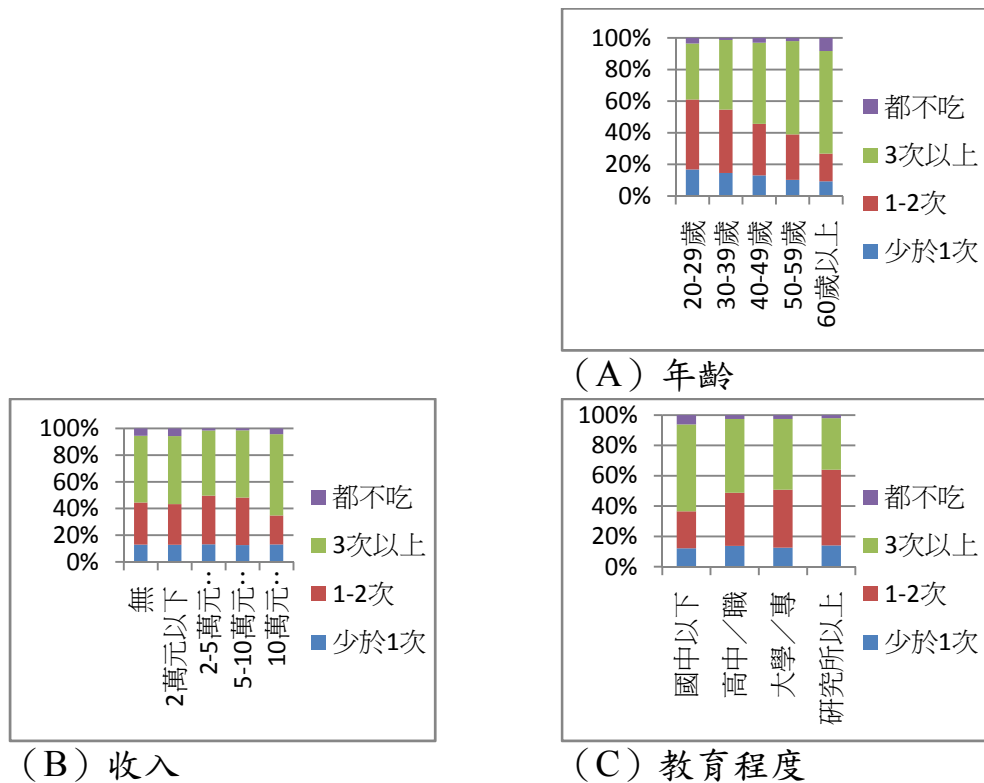 100%
80%
60%
40%
20%
0%
20-29歲
30-39歲
40-49歲
50-59歲
60歲以上
都不吃
3次以上
1-2次
少於1次
（A）年齡
100%
80%
60%
40%
20%
0%
無
2萬元以下
2-5萬元…
5-10萬元…
10萬元…
都不吃
3次以上
1-2次
少於1次
（B）收入
100%
80%
60%
40%
20%
0%
國中以下
高中／職
大學／專
研究所以上
都不吃
3次以上
1-2次
少於1次
（C）教育程度